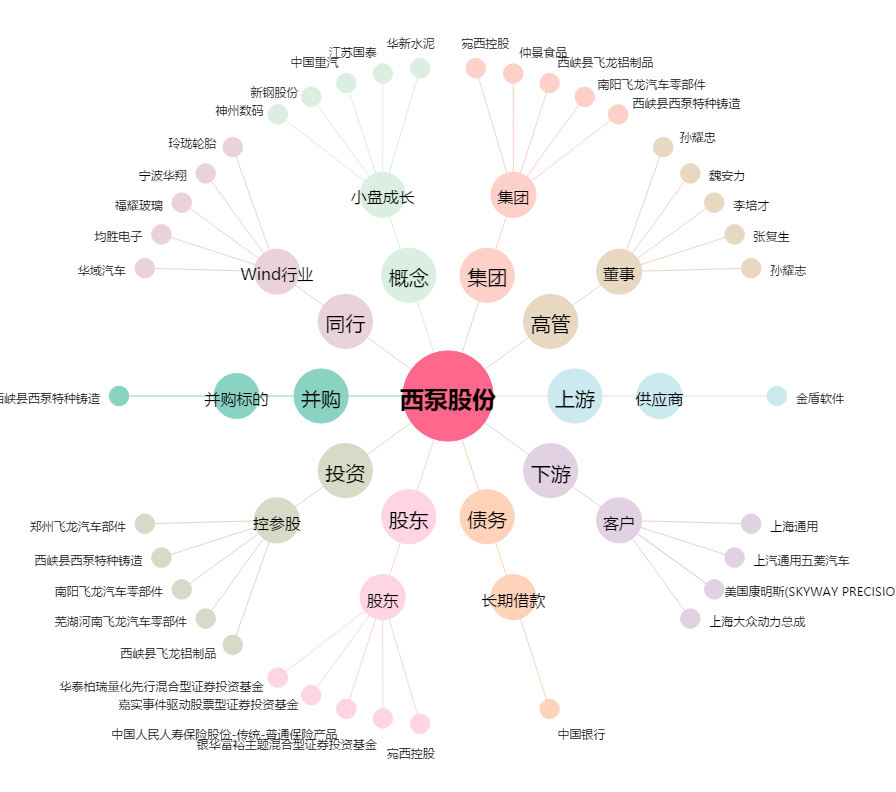 华新水泥
宛西控股
江苏国泰
仲景食品
中国重汽
西峡县飞龙铝制品
新钢股份
南阳飞龙汽车零部件
神州数码
西峡县西泵特种铸造
玲珑轮胎
孙耀忠
宁波华翔
魏安力
小盘成长
集团
福耀玻璃
李培才
均胜电子
张复生
华域汽车
Wind行业
概念
集团
董事
孙耀志
同行
高管
西峡县西泵特种铸造
并购标的
并购
西泵股份
上游
供应商
金盾软件
投资
下游
郑州飞龙汽车部件
控参股
股东
债务
客户
上海通用
西峡县西泵特种铸造
上汽通用五菱汽车
南阳飞龙汽车零部件
美国康明斯(SKYWAY PRECISIO
股东
长期借款
芜湖河南飞龙汽车零部件
上海大众动力总成
西峡县飞龙铝制品
华泰柏瑞量化先行混合型证券投资基金
嘉实事件驱动股票型证券投资基金
中国人民人寿保险股份-传统-普通保险产品
中国银行
银华富裕主题混合型证券投资基金
宛西控股